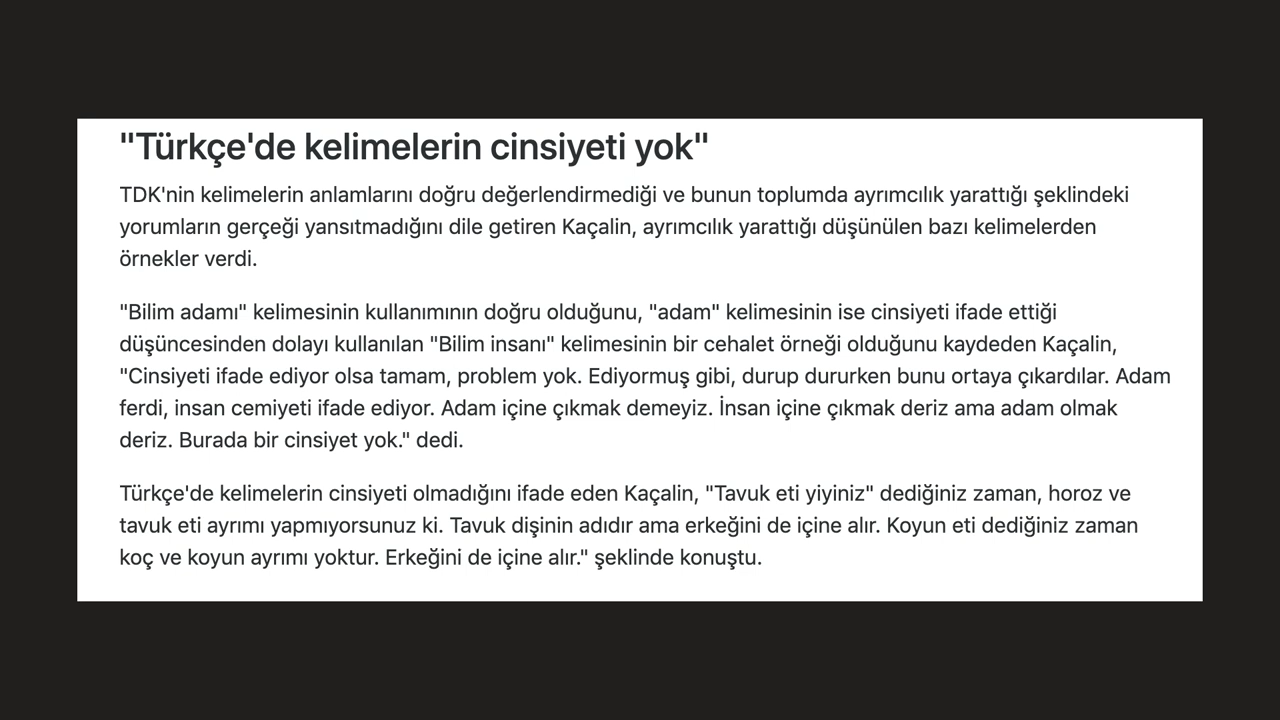 "Türkçe'de kelimelerin cinsiyeti yok"
TDK'nin kelimelerin anlamlarını doğru değerlendirmediği ve bunun toplumda ayrımcılık yarattığı şeklindeki
yorumların gerçeği yansıtmadığını dile getiren Kaçalin, ayrımcılık yarattığı düşünülen bazı kelimelerden
örnekler verdi.
"Bilim adamı" kelimesinin kullanımının doğru olduğunu, "adam" kelimesinin ise cinsiyeti ifade ettiği
düşüncesinden dolayı kullanılan "Bilim insanı" kelimesinin bir cehalet örneği olduğunu kaydeden Kaçalin,
"Cinsiyeti ifade ediyor olsa tamam, problem yok. Ediyormuş gibi, durup dururken bunu ortaya çıkardılar. Adam
ferdi, insan cemiyeti ifade ediyor. Adam içine çıkmak demeyiz. İnsan içine çıkmak deriz ama adam olmak
deriz. Burada bir cinsiyet yok." dedi.
Türkçe'de kelimelerin cinsiyeti olmadığını ifade eden Kaçalin, "Tavuk eti yiyiniz" dediğiniz zaman, horoz ve
tavuk eti ayrımı yapmıyorsunuz ki. Tavuk dişinin adıdır ama erkeğini de içine alır. Koyun eti dediğiniz zaman
koç ve koyun ayrımı yoktur. Erkeğini de içine alır." şeklinde konuştu.